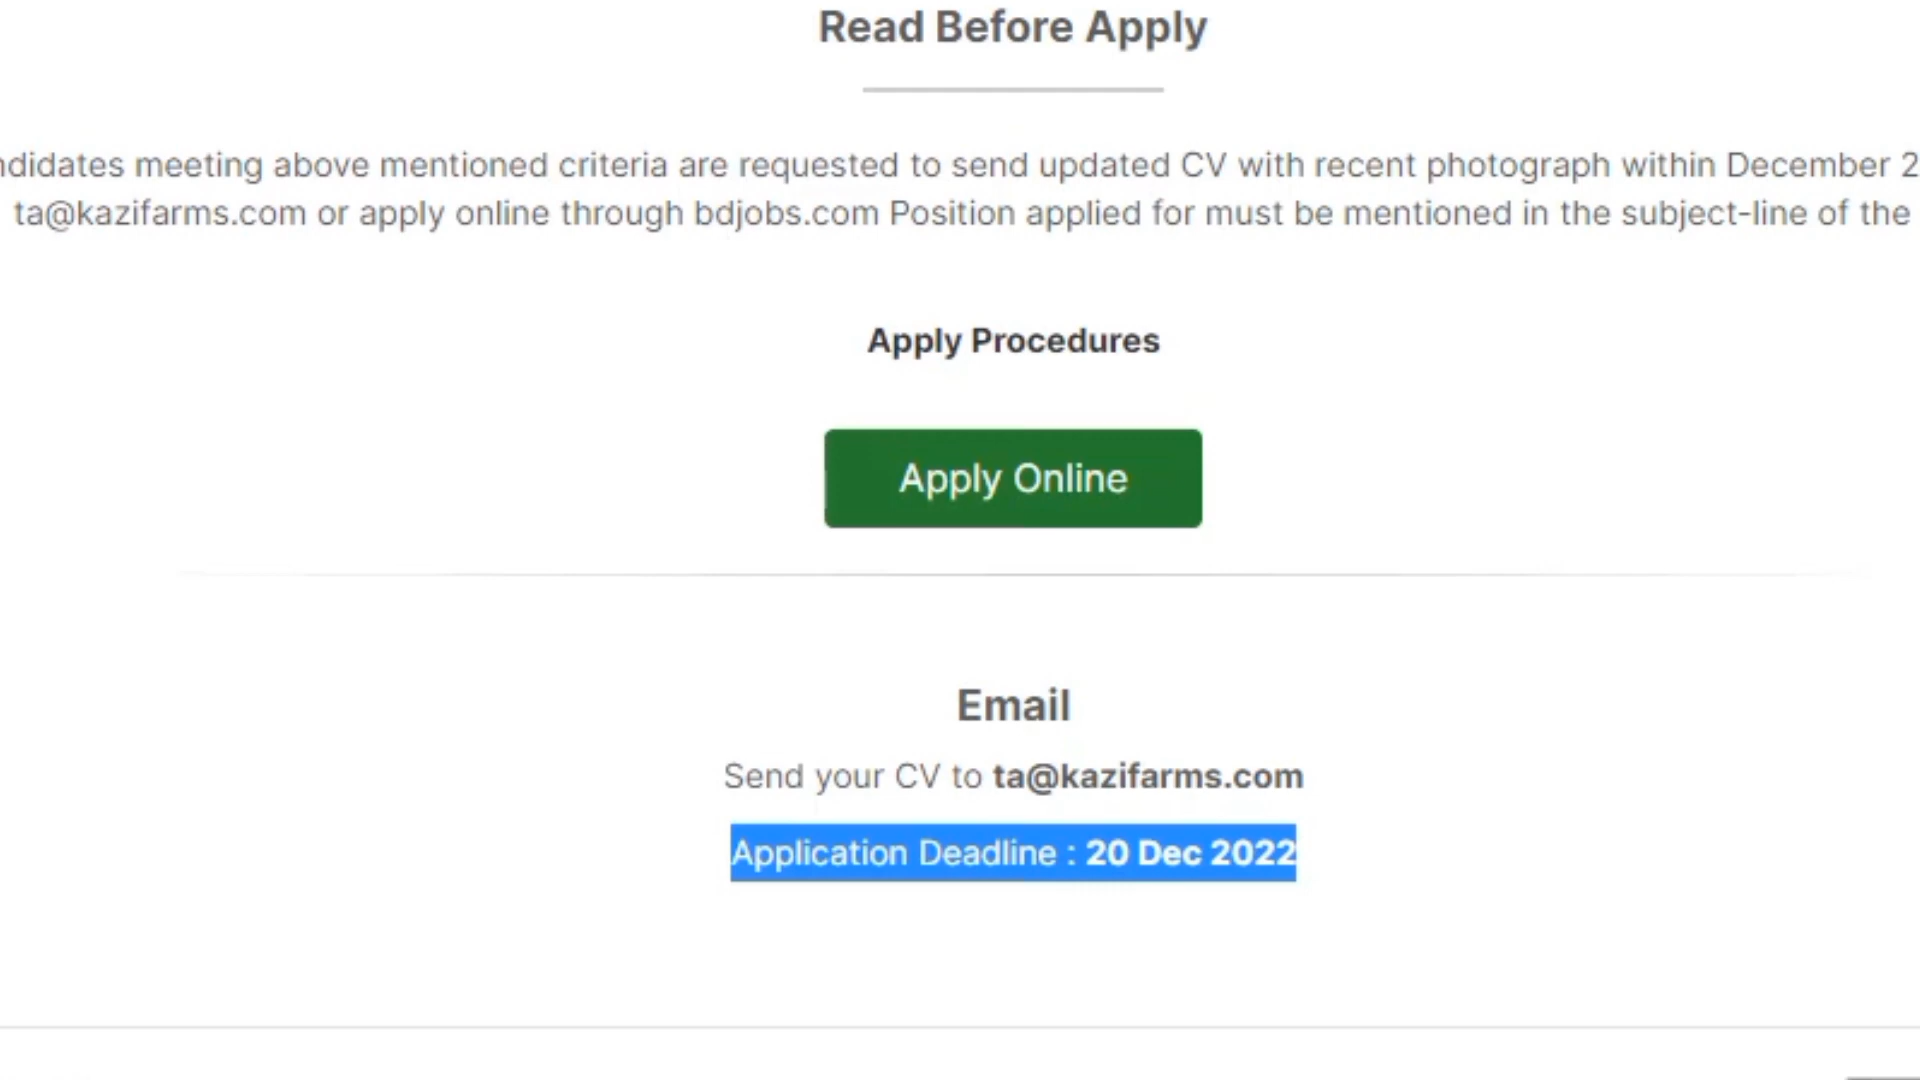 Read Before Apply
meeting above mentioned criteria are requested to send updated CV with recent photograph within December
ta@kazifarms.com or apply online through bdjobs.com Position applied for must be mentioned in the subject-line of the
Apply Procedures
Apply Online
Email
Send your CV to ta@kazifarms.com
Application Deadline : 20 Dec 2022